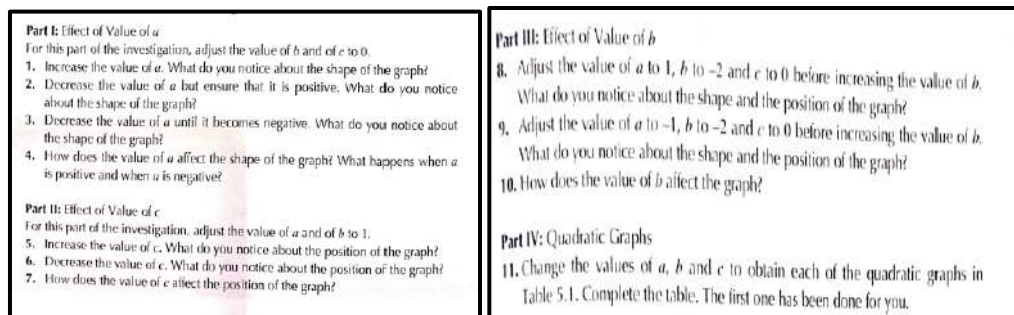 Part I: Effect of Value of a
For this part of the investigation, adjust the value of b and of c to 0.
1. Increase the value of a. What do you notice about the shape of the graph?
2. Decrease the value of a but ensure that it is positive. What do you notice
about the shape of the graph?
3. Decrease the value of a until it becomes negative. What do you notice about
the shape of the graph?
4. How does the value of a affect the shape of the graph? What happens when a
is positive and when a is negative?
Part II: Effect of Value of c
For this part of the investigation, adjust the value of a and of b to 1.
5. Increase the value of c. What do you notice about the position of the graph?
6. Decrease the value of c. What do you notice about the position of the graph?
7. How does the value of c affect the position of the graph?
Part III: Effect of Value of b
8. Adjust the value of a to 1, b to –2 and c to 0 before increasing the value of b.
What do you notice about the shape and the position of the graph?
9. Adjust the value of a to –1, b to –2 and c to 0 before increasing the value of b.
What do you notice about the shape and the position of the graph?
10. How does the value of b affect the graph?
Part IV: Quadratic Graphs
11. Change the values of a, b and c to obtain each of the quadratic graphs in
Table 5.1. Complete the table. The first one has been done for you.